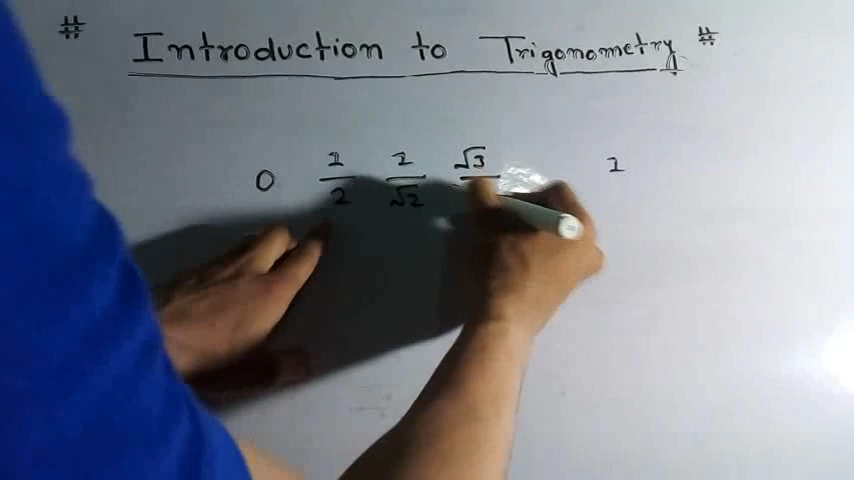 # Introduction to Trigonometry #
0 1/2 1/√2 √3/ 1